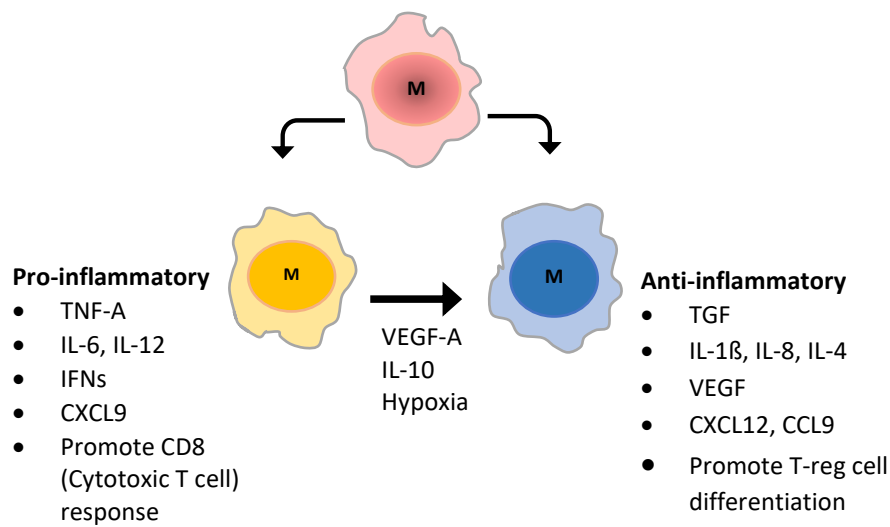 M
M
M
Pro-inflammatory
• TNF-A
• IL-6, IL-12
• IFNs
• CXCL9
• Promote CD8
(Cytotoxic T cell)
response
VEGF-A
IL-10
Hypoxia
Anti-inflammatory
• TGF
• IL-1ß, IL-8, IL-4
• VEGF
• CXCL12, CCL9
• Promote T-reg cell
differentiation